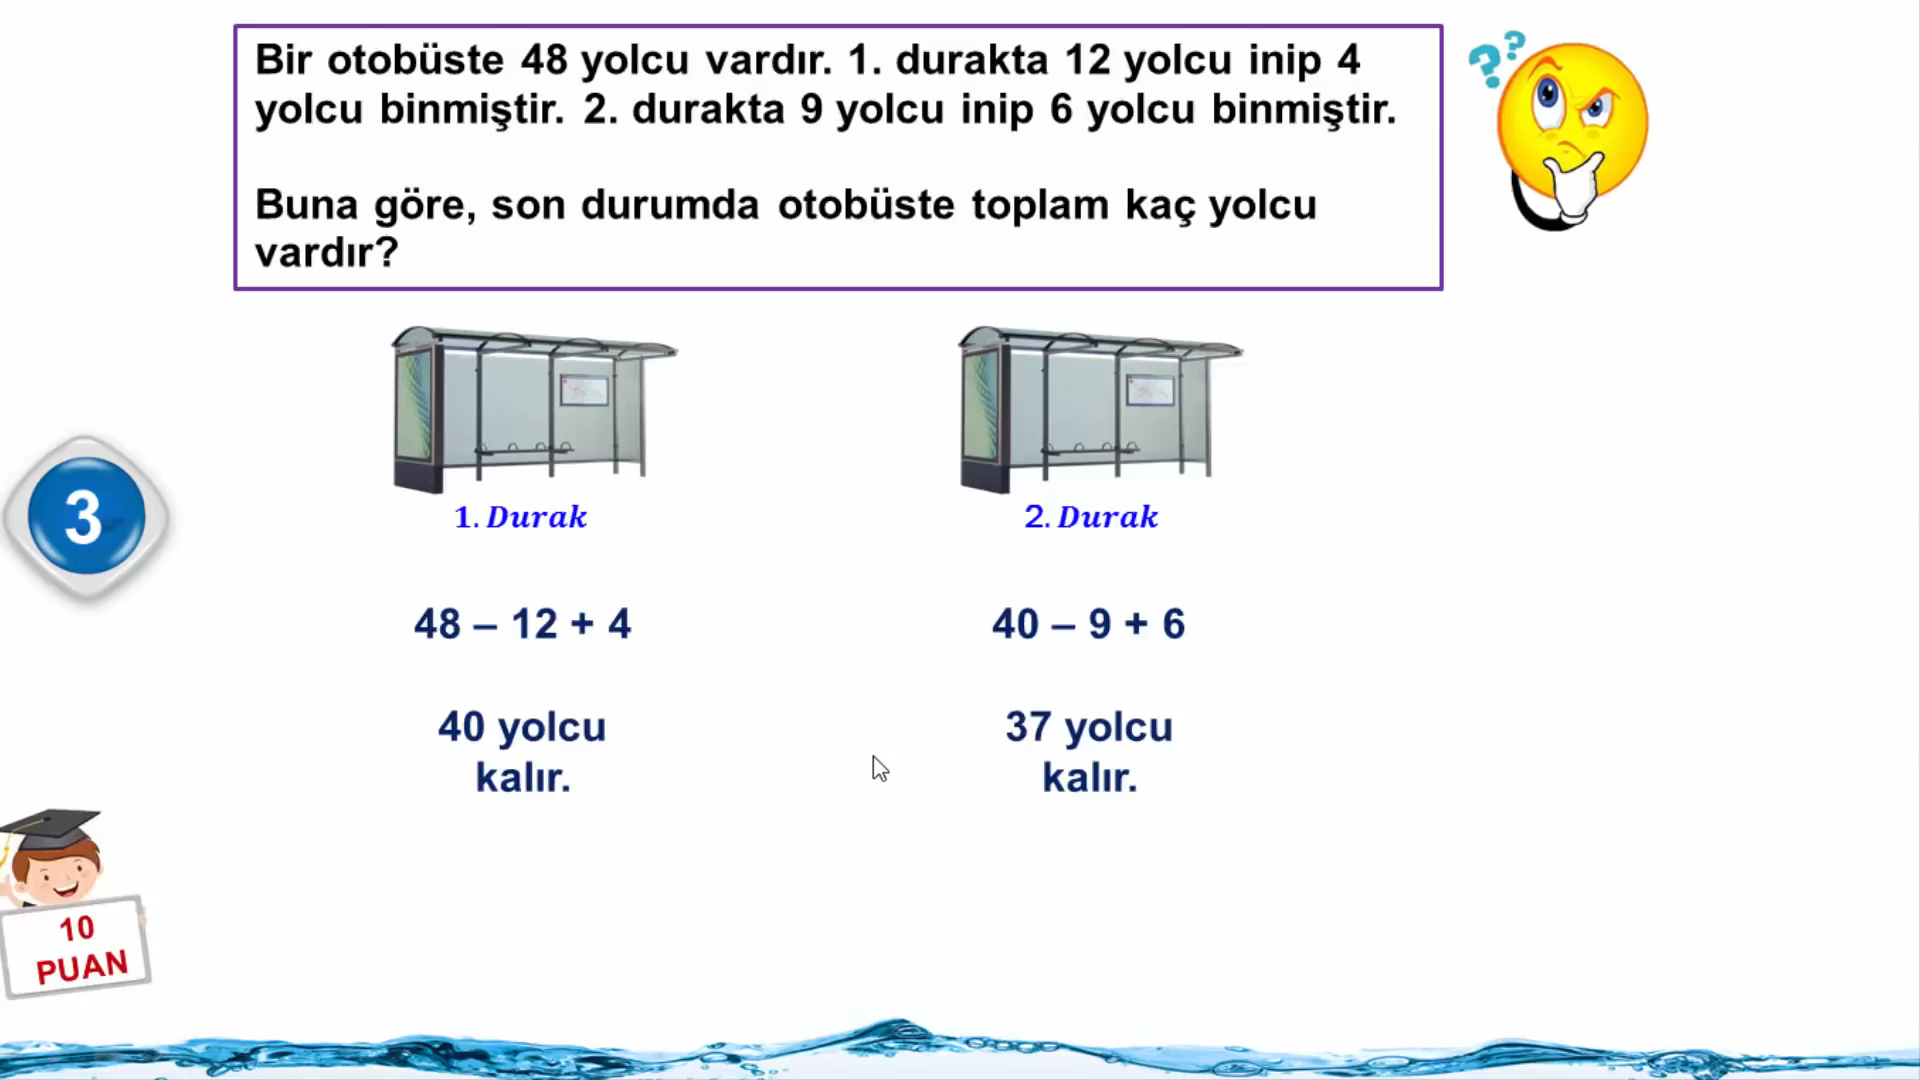 Bir otobüste 48 yolcu vardır. 1. durakta 12 yolcu inip 4
yolcu binmiştir. 2. durakta 9 yolcu inip 6 yolcu binmiştir.
Buna göre, son durumda otobüste toplam kaç yolcu
vardır?
? ?
3
1. Durak
48 – 12 + 4
40 yolcu
kalır.
2. Durak
40 – 9 + 6
37 yolcu
kalır.
10
PUAN